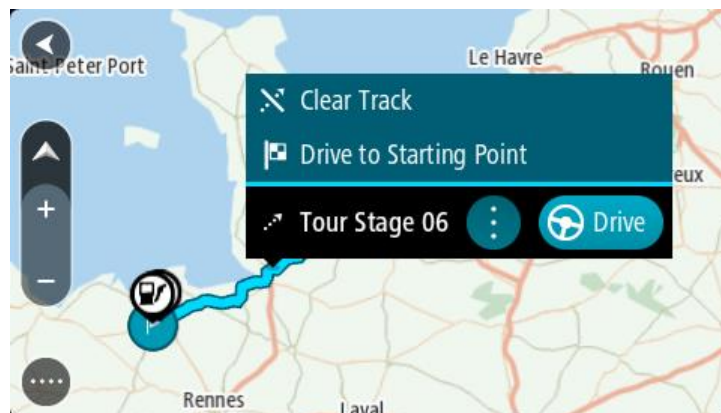 Saint Peter Port
Le Havre
Rouen
Clear Track
Drive to Starting Point
eux
Tour Stage 06
Drive
Rennes
Laval